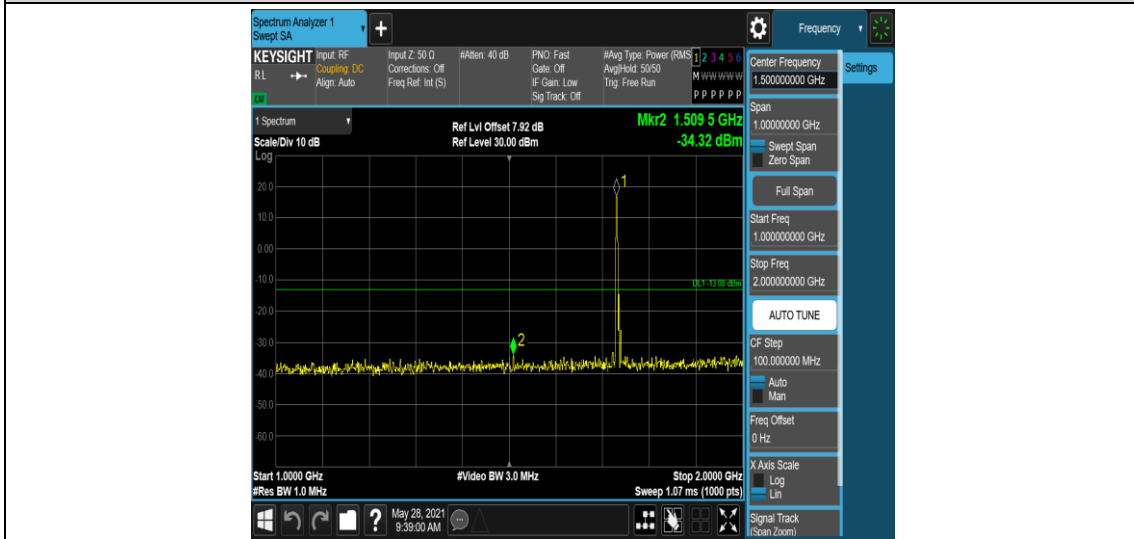 Spectrum Analyzer 1
Swept SA
Frequency
KEYSIGHT
RL
Input: RF
Coupling: DC
Align: Auto
Input Z: 50 Ω
Corrections: Off
Freq Ref: Int (S)
#Atten: 40 dB
PNO: Fast
Gate: Off
IF Gain: Low
Sig Track: Off
#Avg Type: Power (RMS
Avg|Hold: 50/50
Trig: Free Run
1 2 3 4 5 6
M W W W W W
P P P P P P
1 Spectrum
Scale/Div 10 dB
Log
Ref Lvl Offset 7.92 dB
Ref Level 30.00 dBm
Mkr2 1.509 5 GHz
-34.32 dBm
1
20.0
10.0
0.00
-10.0
DL1 -13.00 dBm
-20.0
-30.0
2
-40.0
-50.0
-60.0
Start 1.0000 GHz
#Res BW 1.0 MHz
#Video BW 3.0 MHz
Stop 2.0000 GHz
Sweep 1.07 ms (1000 pts)
Center Frequency
1.500000000 GHz
Settings
Span
1.00000000 GHz
Swept Span
Zero Span
Full Span
Start Freq
1.000000000 GHz
Stop Freq
2.000000000 GHz
AUTO TUNE
CF Step
100.000000 MHz
Auto
Man
Freq Offset
0 Hz
X Axis Scale
Log
Lin
Signal Track
(Span Zoom)
?
May 28, 2021
9:39:00 AM